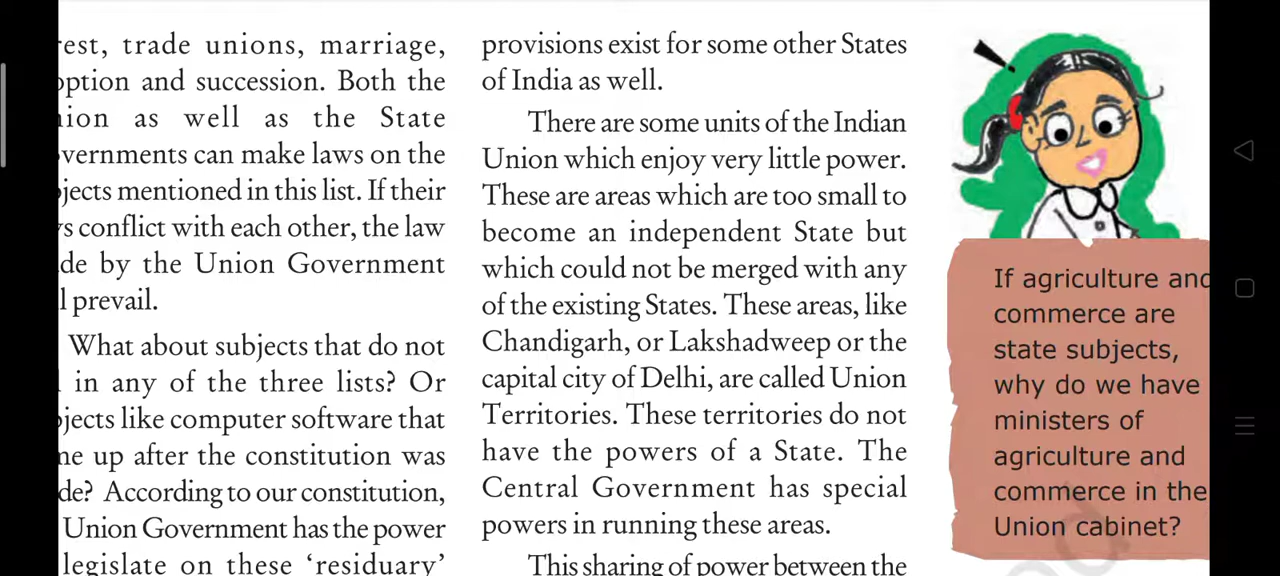 rest, trade unions, marriage,
option and succession. Both the
nion as well as the State
vernments can make laws on the
jects mentioned in this list. If their
s conflict with each other, the law
de by the Union Government
l prevail.
What about subjects that do not
l in any of the three lists? Or
jects like computer software that
me up after the constitution was
de? According to our constitution,
Union Government has the power
legislate on these ‘residuary’
provisions exist for some other States
of India as well.
There are some units of the Indian
Union which enjoy very little power.
These are areas which are too small to
become an independent State but
which could not be merged with any
of the existing States. These areas, like
Chandigarh, or Lakshadweep or the
capital city of Delhi, are called Union
Territories. These territories do not
have the powers of a State. The
Central Government has special
powers in running these areas.
This sharing of power between the
If agriculture and
commerce are
state subjects,
why do we have
ministers of
agriculture and
commerce in the
Union cabinet?